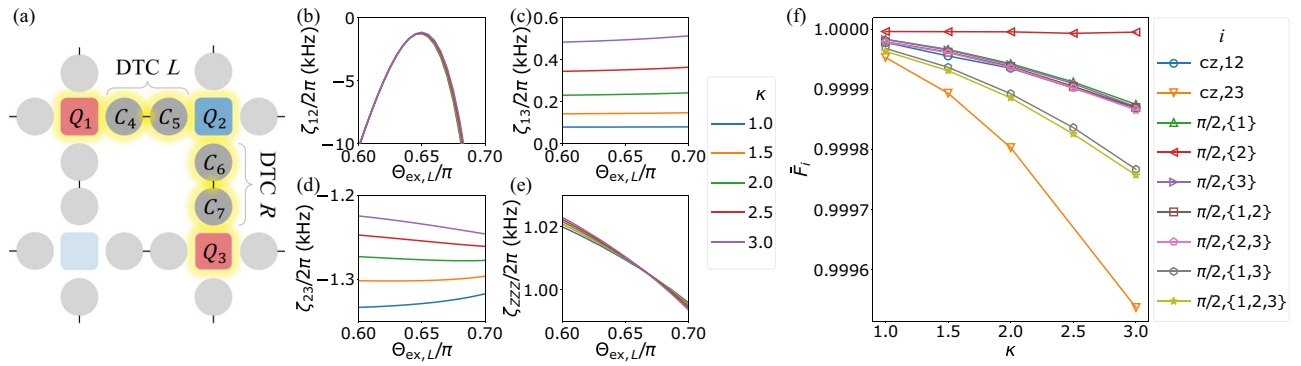 (a)
DTC L
Q1 C4 C5 Q2
C6
C7
DTC R
Q3
(b)
ζ12/2π (kHz)
0
−5
−10
0.60 0.65 0.70
Θex,L/π
(c)
ζ13/2π (kHz)
0.6
0.4
0.2
0.0
0.60 0.65 0.70
Θex,L/π
(d)
ζ23/2π (kHz)
−1.2
−1.3
0.60 0.65 0.70
Θex,L/π
(e)
ζZZZ/2π (kHz)
1.02
1.00
0.60 0.65 0.70
Θex,L/π
κ
1.0
1.5
2.0
2.5
3.0
(f)
F̄i
1.0000
0.9999
0.9998
0.9997
0.9996
1.0 1.5 2.0 2.5 3.0
κ
i
cz,12
cz,23
π/2,{1}
π/2,{2}
π/2,{3}
π/2,{1,2}
π/2,{2,3}
π/2,{1,3}
π/2,{1,2,3}